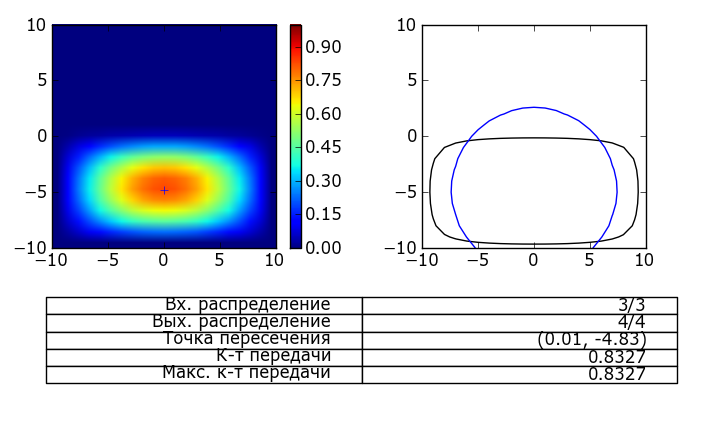 10
5
0
−5
−10
−10 −5 0 5 10
0.90
0.75
0.60
0.45
0.30
0.15
0.00
10
5
0
−5
−10
−10 −5 0 5 10
Вх. распределение 3/3
Вых. распределение 4/4
Точка пересечения (0.01, -4.83)
К-т передачи 0.8327
Макс. к-т передачи 0.8327